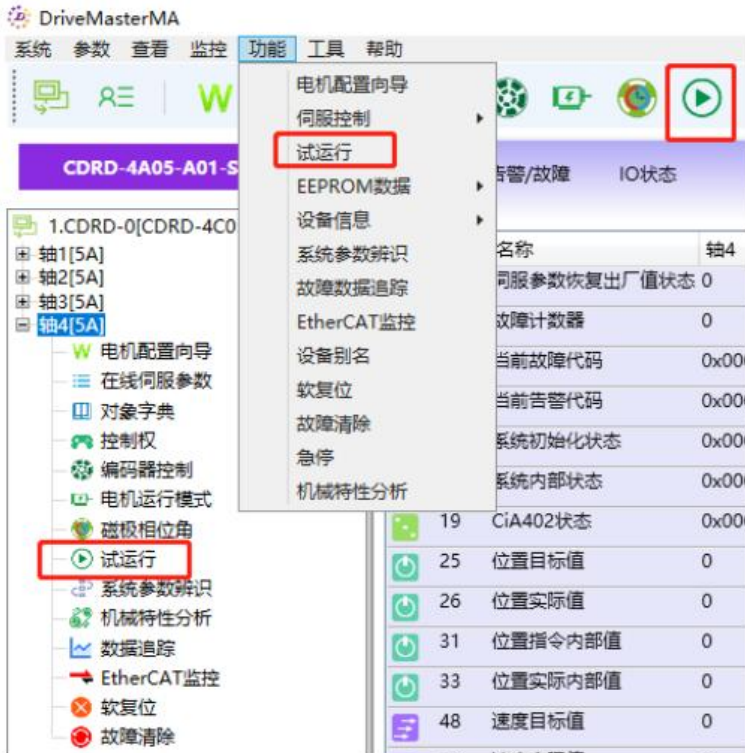 DriveMasterMA
系统 参数 查看 监控 功能 工具 帮助
电机配置向导
伺服控制
试运行
EEPROM数据
设备信息
系统参数辨识
故障数据追踪
EtherCAT监控
设备别名
软复位
故障清除
急停
机械特性分析
CDRD-4A05-A01-S
告警/故障 IO状态
1.CDRD-0[CDRD-4C0
轴1[5A]
轴2[5A]
轴3[5A]
轴4[5A]
W 电机配置向导
在线伺服参数
对象字典
控制权
编码器控制
电机运行模式
磁极相位角
试运行
系统参数辨识
机械特性分析
数据追踪
EtherCAT监控
软复位
故障清除
名称 轴4
伺服参数恢复出厂值状态 0
故障计数器 0
当前故障代码 0x00
当前告警代码 0x00
系统初始化状态 0x00
系统内部状态 0x00
19 CiA402状态 0x00
25 位置目标值 0
26 位置实际值 0
31 位置指令内部值 0
33 位置实际内部值 0
48 速度目标值 0